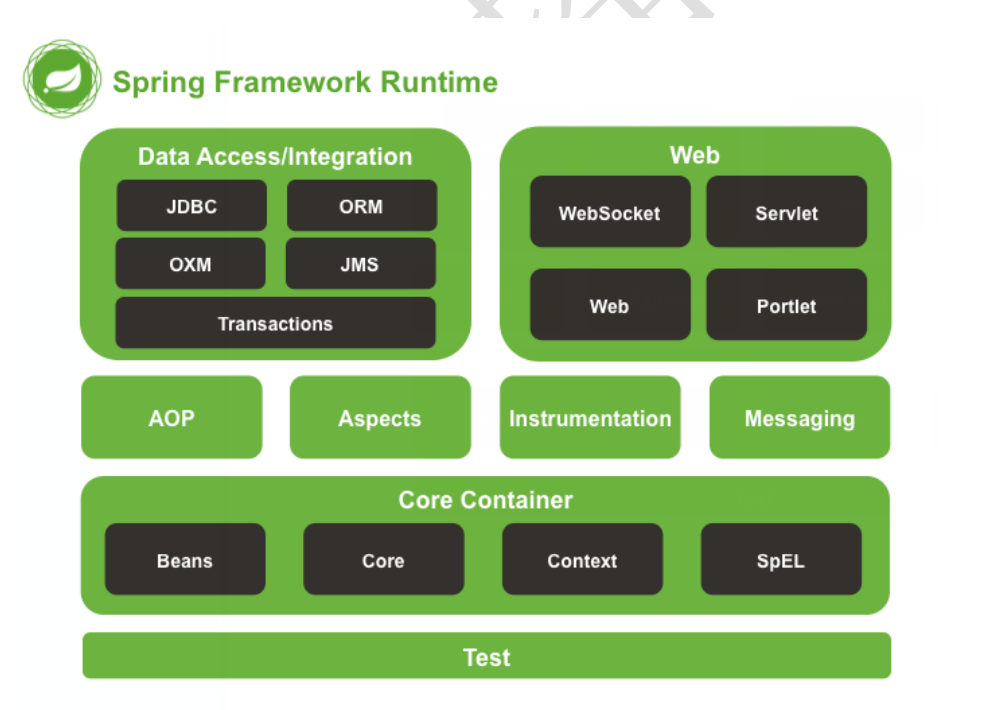 Spring Framework Runtime
Data Access/Integration
JDBC
ORM
OXM
JMS
Transactions
Web
WebSocket
Servlet
Web
Portlet
AOP
Aspects
Instrumentation
Messaging
Core Container
Beans
Core
Context
SpEL
Test